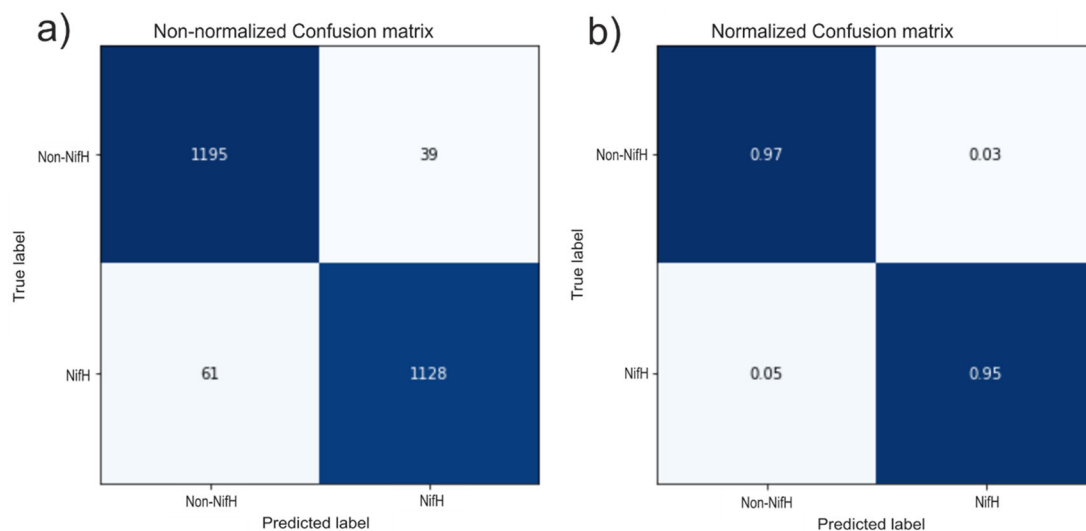 a)
Non-normalized Confusion matrix
True label
Non-NifH
1195
39
NifH
61
1128
Non-NifH
NifH
Predicted label
b)
Normalized Confusion matrix
True label
Non-NifH
0.97
0.03
NifH
0.05
0.95
Non-NifH
NifH
Predicted label